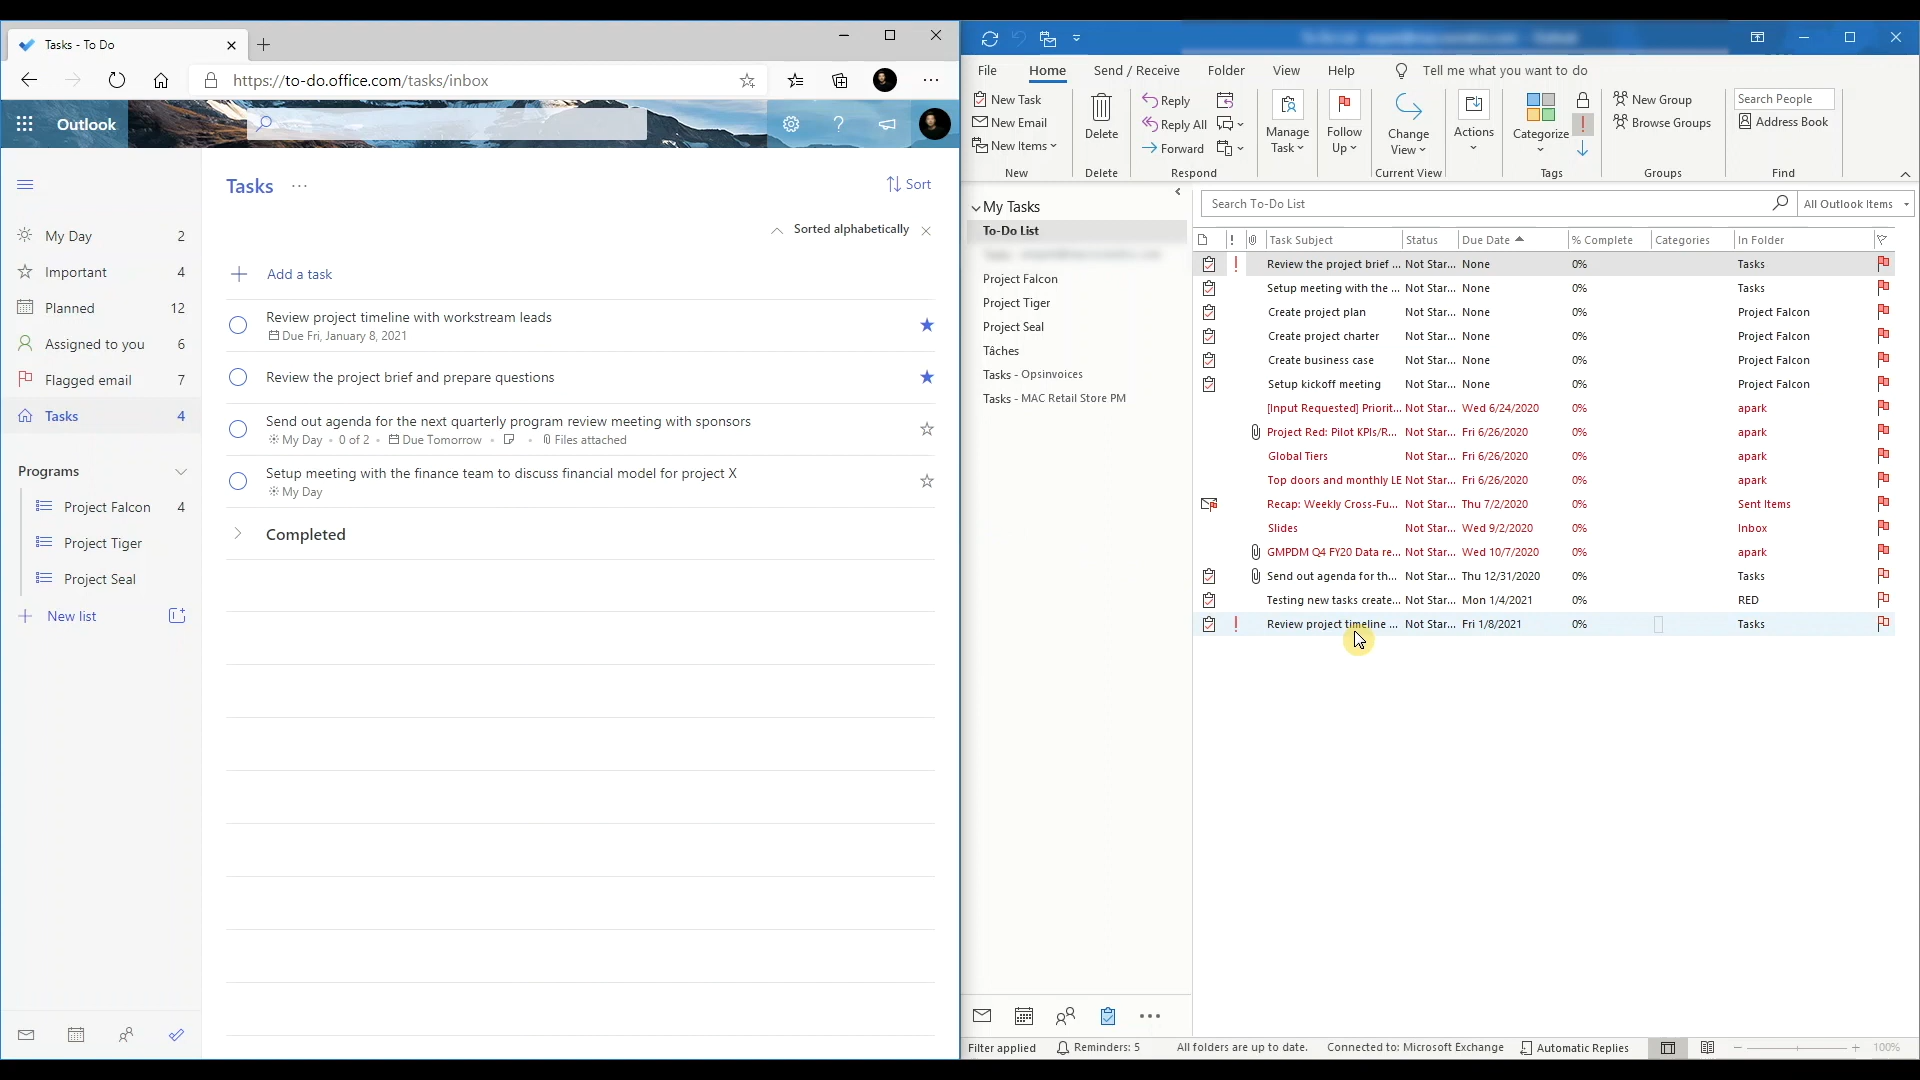 Tasks - To Do
https://to-do.office.com/tasks/inbox
Outlook
Tasks
Sort
Sorted alphabetically
My Day 2
Important 4
Planned 12
Assigned to you 6
Flagged email 7
Tasks 4
Programs
Project Falcon 4
Project Tiger
Project Seal
New list
Add a task
Review project timeline with workstream leads
Due Fri, January 8, 2021
Review the project brief and prepare questions
Send out agenda for the next quarterly program review meeting with sponsors
My Day • 0 of 2 • Due Tomorrow • • Files attached
Setup meeting with the finance team to discuss financial model for project X
My Day
Completed
File Home Send / Receive Folder View Help Tell me what you want to do
New Task
New Email
New Items
New
Delete
Delete
Reply
Reply All
Forward
Respond
Manage Task
Follow Up
Change View
Current View
Actions
Categorize
Tags
New Group
Browse Groups
Groups
Search People
Address Book
Find
My Tasks
To-Do List
Project Falcon
Project Tiger
Project Seal
Tâches
Tasks - Opsinvoices
Tasks - MAC Retail Store PM
Search To-Do List
All Outlook Items
! Task Subject Status Due Date % Complete Categories In Folder
! Review the project brief ... Not Star... None 0% Tasks
Setup meeting with the ... Not Star... None 0% Tasks
Create project plan Not Star... None 0% Project Falcon
Create project charter Not Star... None 0% Project Falcon
Create business case Not Star... None 0% Project Falcon
Setup kickoff meeting Not Star... None 0% Project Falcon
[Input Requested] Priorit... Not Star... Wed 6/24/2020 0% apark
Project Red: Pilot KPIs/R... Not Star... Fri 6/26/2020 0% apark
Global Tiers Not Star... Fri 6/26/2020 0% apark
Top doors and monthly LE Not Star... Fri 6/26/2020 0% apark
Recap: Weekly Cross-Fu... Not Star... Thu 7/2/2020 0% Sent Items
Slides Not Star... Wed 9/2/2020 0% Inbox
GMPDM Q4 FY20 Data re... Not Star... Wed 10/7/2020 0% apark
Send out agenda for th... Not Star... Thu 12/31/2020 0% Tasks
Testing new tasks create... Not Star... Mon 1/4/2021 0% RED
! Review project timeline ... Not Star... Fri 1/8/2021 0% Tasks
Filter applied Reminders: 5 All folders are up to date. Connected to: Microsoft Exchange Automatic Replies 100%